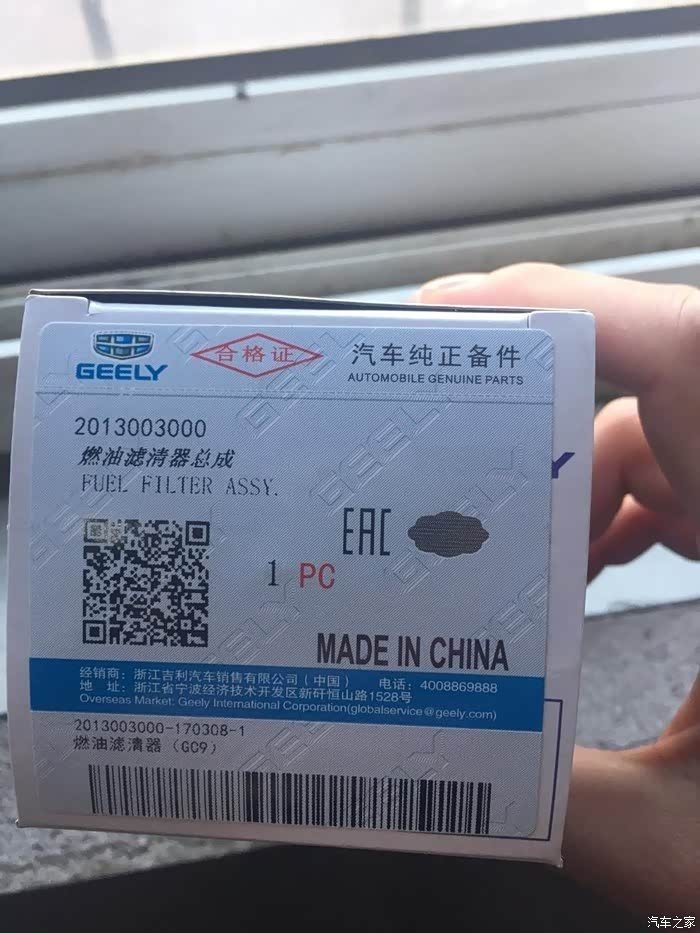 GEELY
合格证
汽车纯正备件
AUTOMOBILE GENUINE PARTS
2013003000
燃油滤清器总成
FUEL FILTER ASSY.
EAC
1 PC
MADE IN CHINA
经销商：浙江吉利汽车销售有限公司（中国） 电话：4008869888
地 址：浙江省宁波经济技术开发区新矸恒山路1528号
Overseas Market: Geely International Corporation(globalservice@geely.com)
2013003000-170308-1
燃油滤清器（GC9）
汽车之家